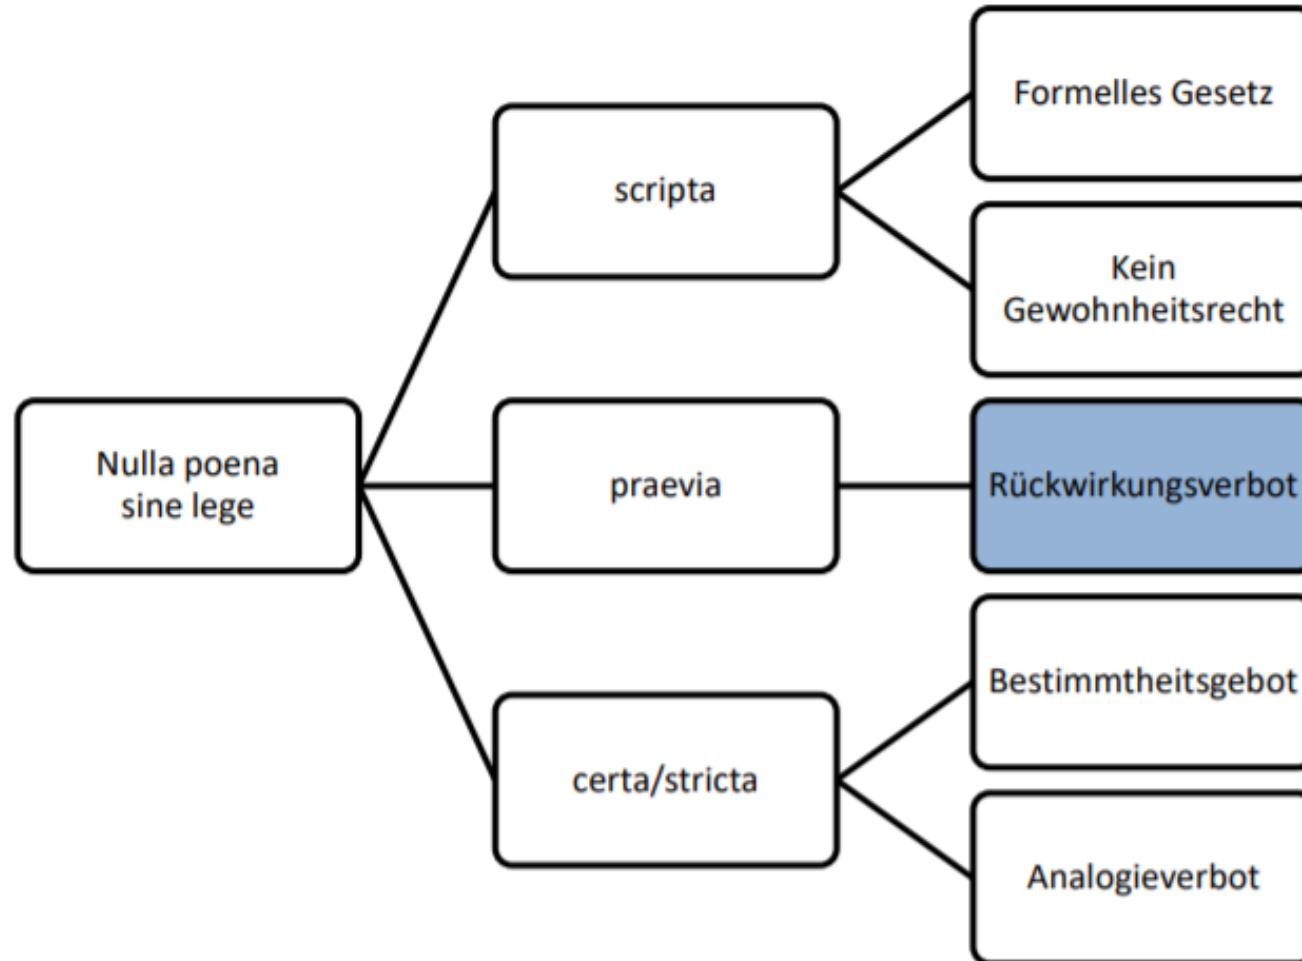 Nulla poena
sine lege
scripta
Formelles Gesetz
Kein
Gewohnheitsrecht
praevia
Rückwirkungsverbot
certa/stricta
Bestimmtheitsgebot
Analogieverbot